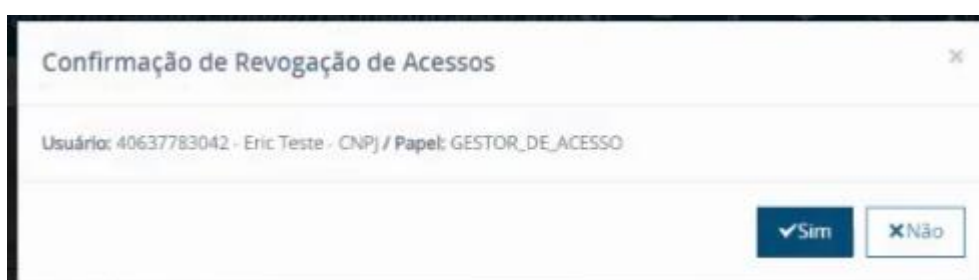 Confirmação de Revogação de Acessos
Usuário: 40637783042 - Eric Teste - CNPJ / Papel: GESTOR_DE_ACESSO
Sim
Não